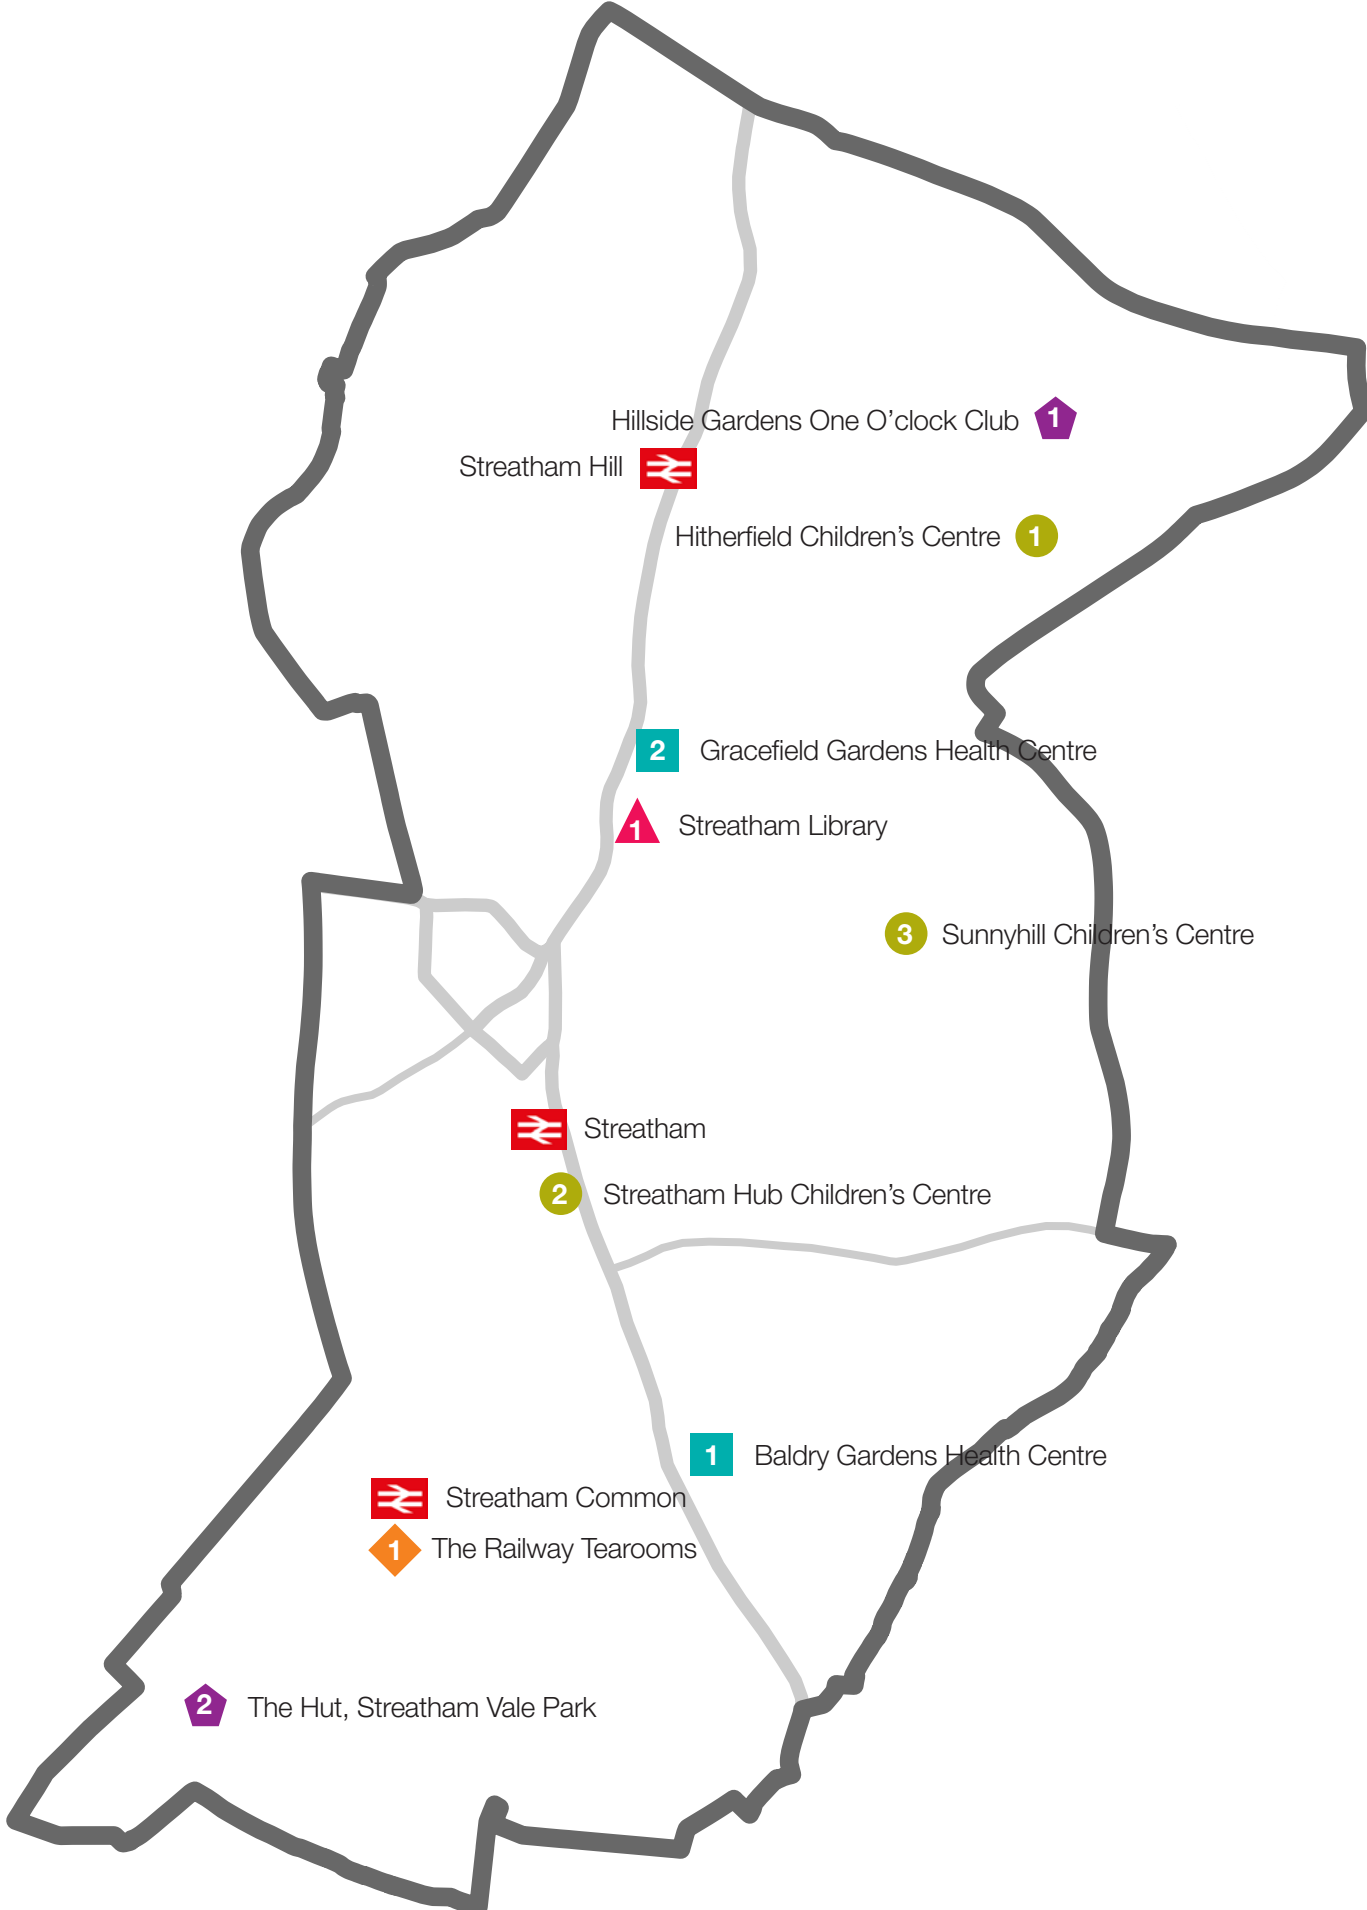 Hillside Gardens One O’clock Club 1
Streatham Hill
Hitherfield Children’s Centre 1
2 Gracefield Gardens Health Centre
1 Streatham Library
3 Sunnyhill Children’s Centre
Streatham
2 Streatham Hub Children’s Centre
1 Baldry Gardens Health Centre
Streatham Common
1 The Railway Tearooms
2 The Hut, Streatham Vale Park